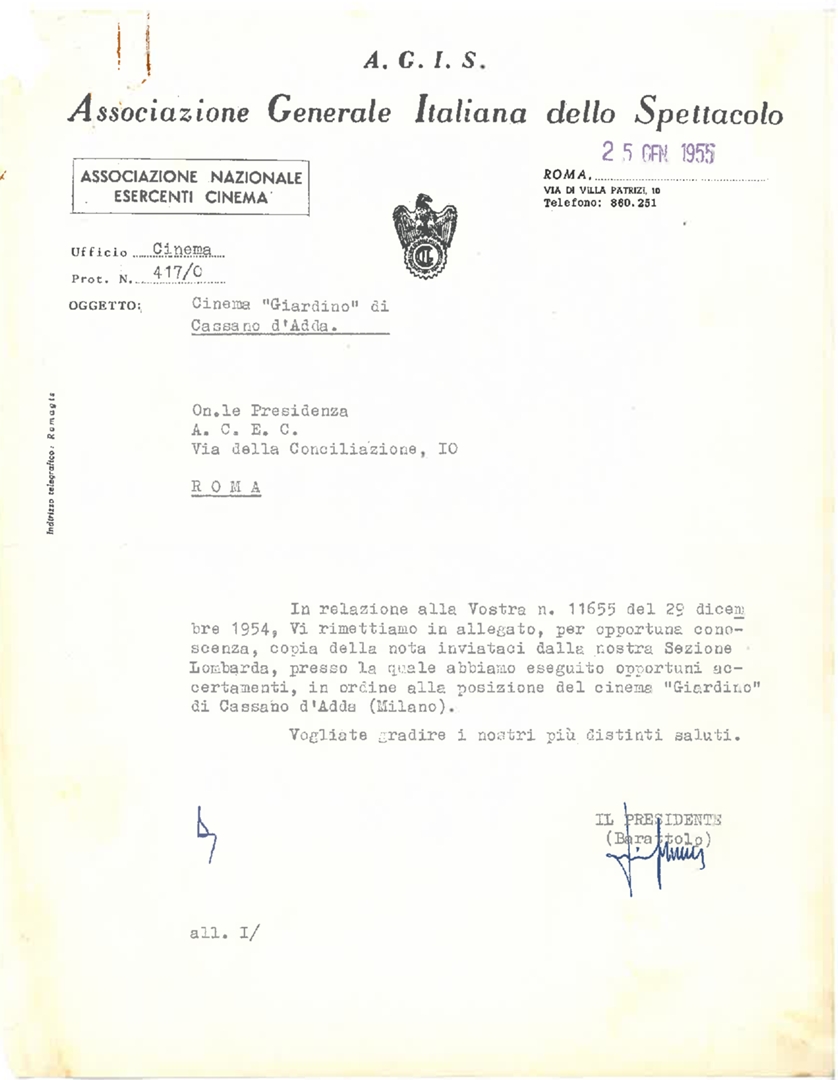 A. G. I. S.
Associazione Generale Italiana dello Spettacolo
25 GEN 1955
ASSOCIAZIONE NAZIONALE
ESERCENTI CINEMA
ROMA,
VIA DI VILLA PATRIZI, 10
Telefono: 860.251
Ufficio Cinema
Prot. N. 417/C
OGGETTO: Cinema "Giardino" di
Cassano d'Adda.
Indirizzo telegrafico: Romagis
On.le Presidenza
A. C. E. C.
Via della Conciliazione, IO
R O M A
In relazione alla Vostra n. 11655 del 29 dicem
bre 1954, Vi rimettiamo in allegato, per opportuna cono-
scenza, copia della nota inviataci dalla nostra Sezione
Lombarda, presso la quale abbiamo eseguito opportuni ac-
certamenti, in ordine alla posizione del cinema "Giardino"
di Cassano d'Adda (Milano).
Vogliate gradire i nostri più distinti saluti.
IL PRESIDENTE
(Barattolo)
all. I/